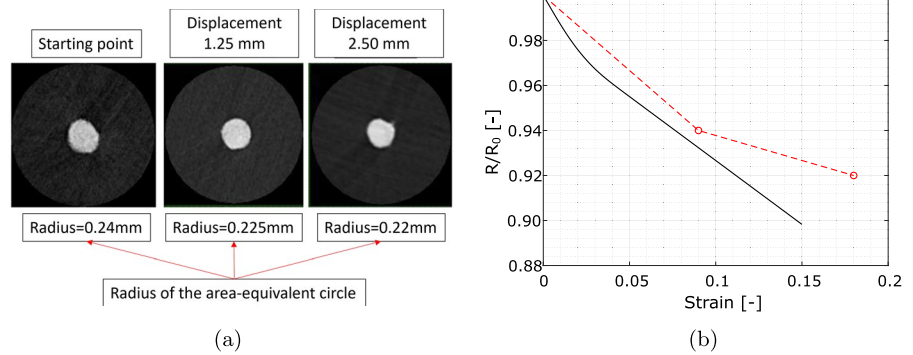 Starting point
Displacement
1.25 mm
Displacement
2.50 mm
Radius=0.24mm
Radius=0.225mm
Radius=0.22mm
Radius of the area-equivalent circle
(a)
0.98
0.96
0.94
0.92
0.90
0.88
R/R0 [-]
0
0.05
0.10
0.15
0.2
Strain [-]
(b)